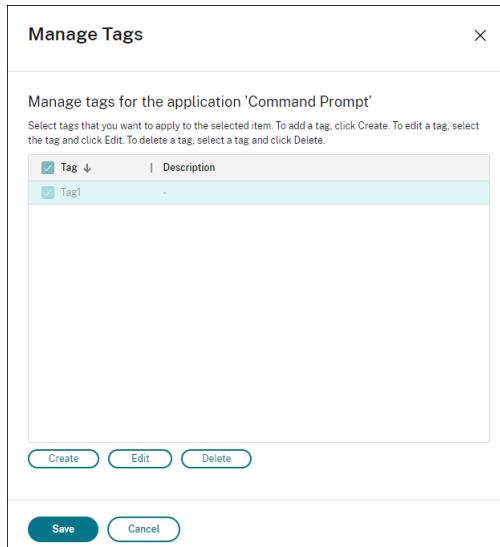 Manage Tags
Manage tags for the application 'Command Prompt'
Select tags that you want to apply to the selected item. To add a tag, click Create. To edit a tag, select
the tag and click Edit. To delete a tag, select a tag and click Delete.
Tag ↓ | Description
Tag1 -
Create Edit Delete
Save Cancel